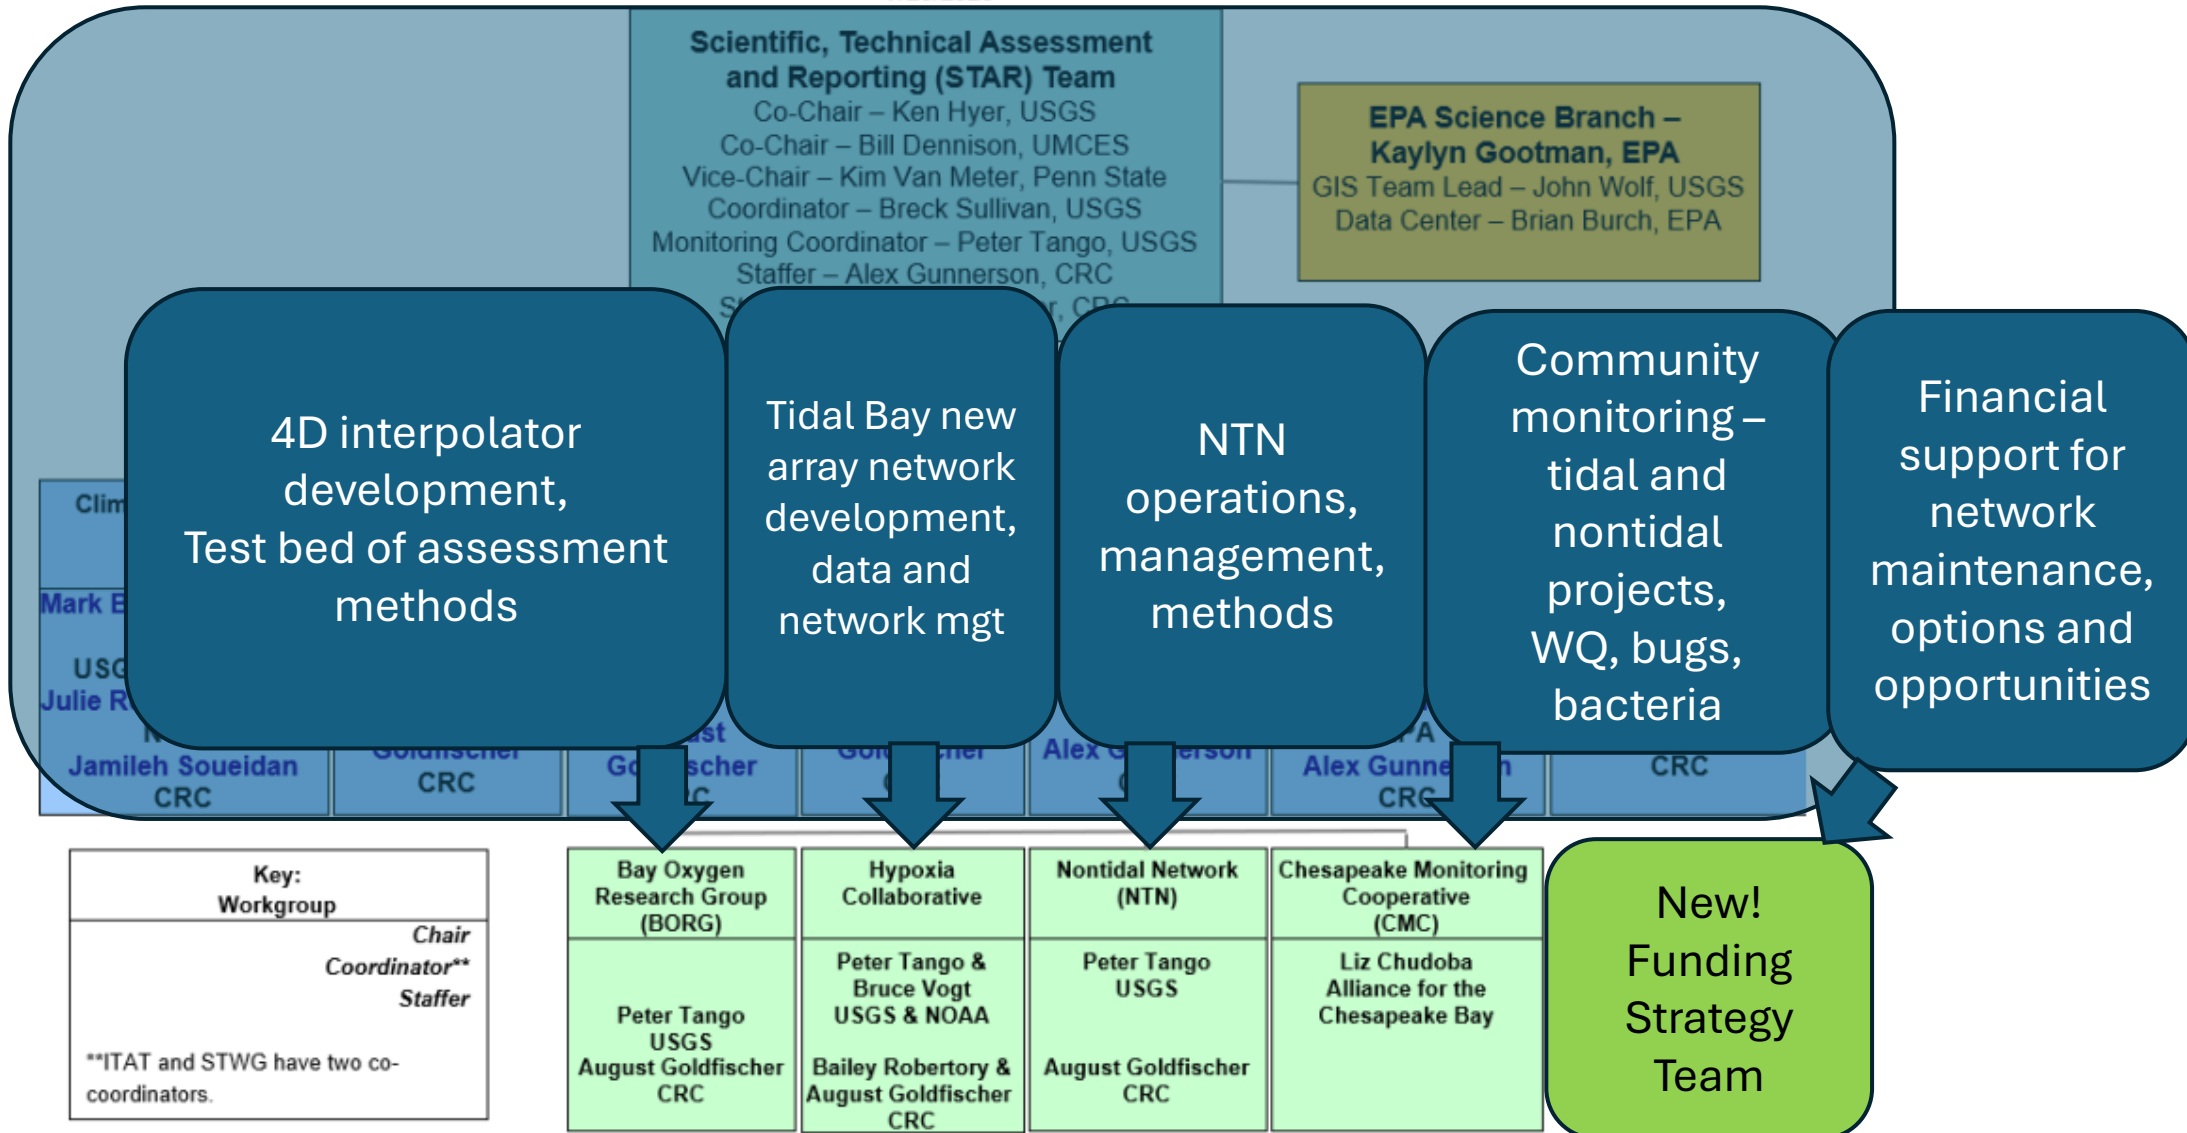 Scientific, Technical Assessment
and Reporting (STAR) Team
Co-Chair – Ken Hyer, USGS
Co-Chair – Bill Dennison, UMCES
Vice-Chair – Kim Van Meter, Penn State
Coordinator – Breck Sullivan, USGS
Monitoring Coordinator – Peter Tango, USGS
Staffer – Alex Gunnerson, CRC
EPA Science Branch –
Kaylyn Gootman, EPA
GIS Team Lead – John Wolf, USGS
Data Center – Brian Burch, EPA
4D interpolator
development,
Test bed of assessment
methods
Tidal Bay new
array network
development,
data and
network mgt
NTN
operations,
management,
methods
Community
monitoring –
tidal and
nontidal
projects,
WQ, bugs,
bacteria
Financial
support for
network
maintenance,
options and
opportunities
Clim
Mark
Jamileh Soueidan
CRC
Goldfischer
CRC
Alex
Alex
CRC
CRC
Key:
Workgroup
Chair
Coordinator**
Staffer
**ITAT and STWG have two co-
coordinators.
Bay Oxygen
Research Group
(BORG)
Peter Tango
USGS
August Goldfischer
CRC
Hypoxia
Collaborative
Peter Tango &
Bruce Vogt
USGS & NOAA
Bailey Robertory &
August Goldfischer
CRC
Nontidal Network
(NTN)
Peter Tango
USGS
August Goldfischer
CRC
Chesapeake Monitoring
Cooperative
(CMC)
Liz Chudoba
Alliance for the
Chesapeake Bay
New!
Funding
Strategy
Team